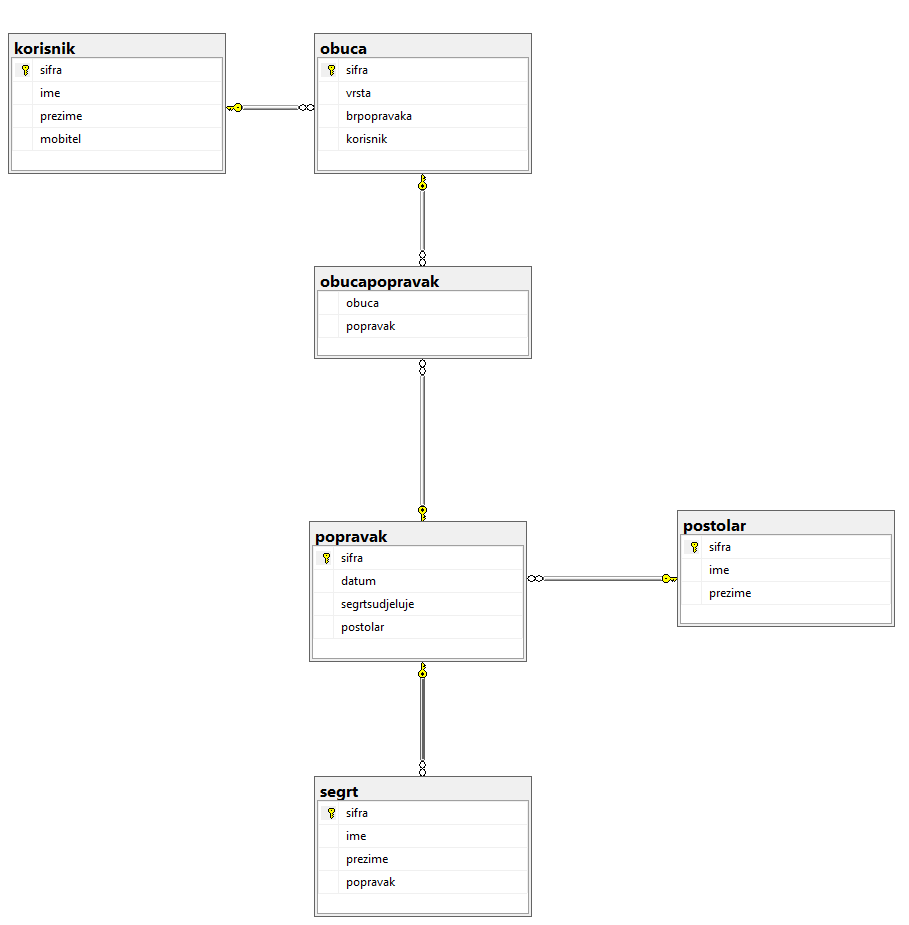 korisnik
sifra
ime
prezime
mobitel
obuca
sifra
vrsta
brpopravaka
korisnik
obucapopravak
obuca
popravak
popravak
sifra
datum
segrtsudjeluje
postolar
postolar
sifra
ime
prezime
segrt
sifra
ime
prezime
popravak